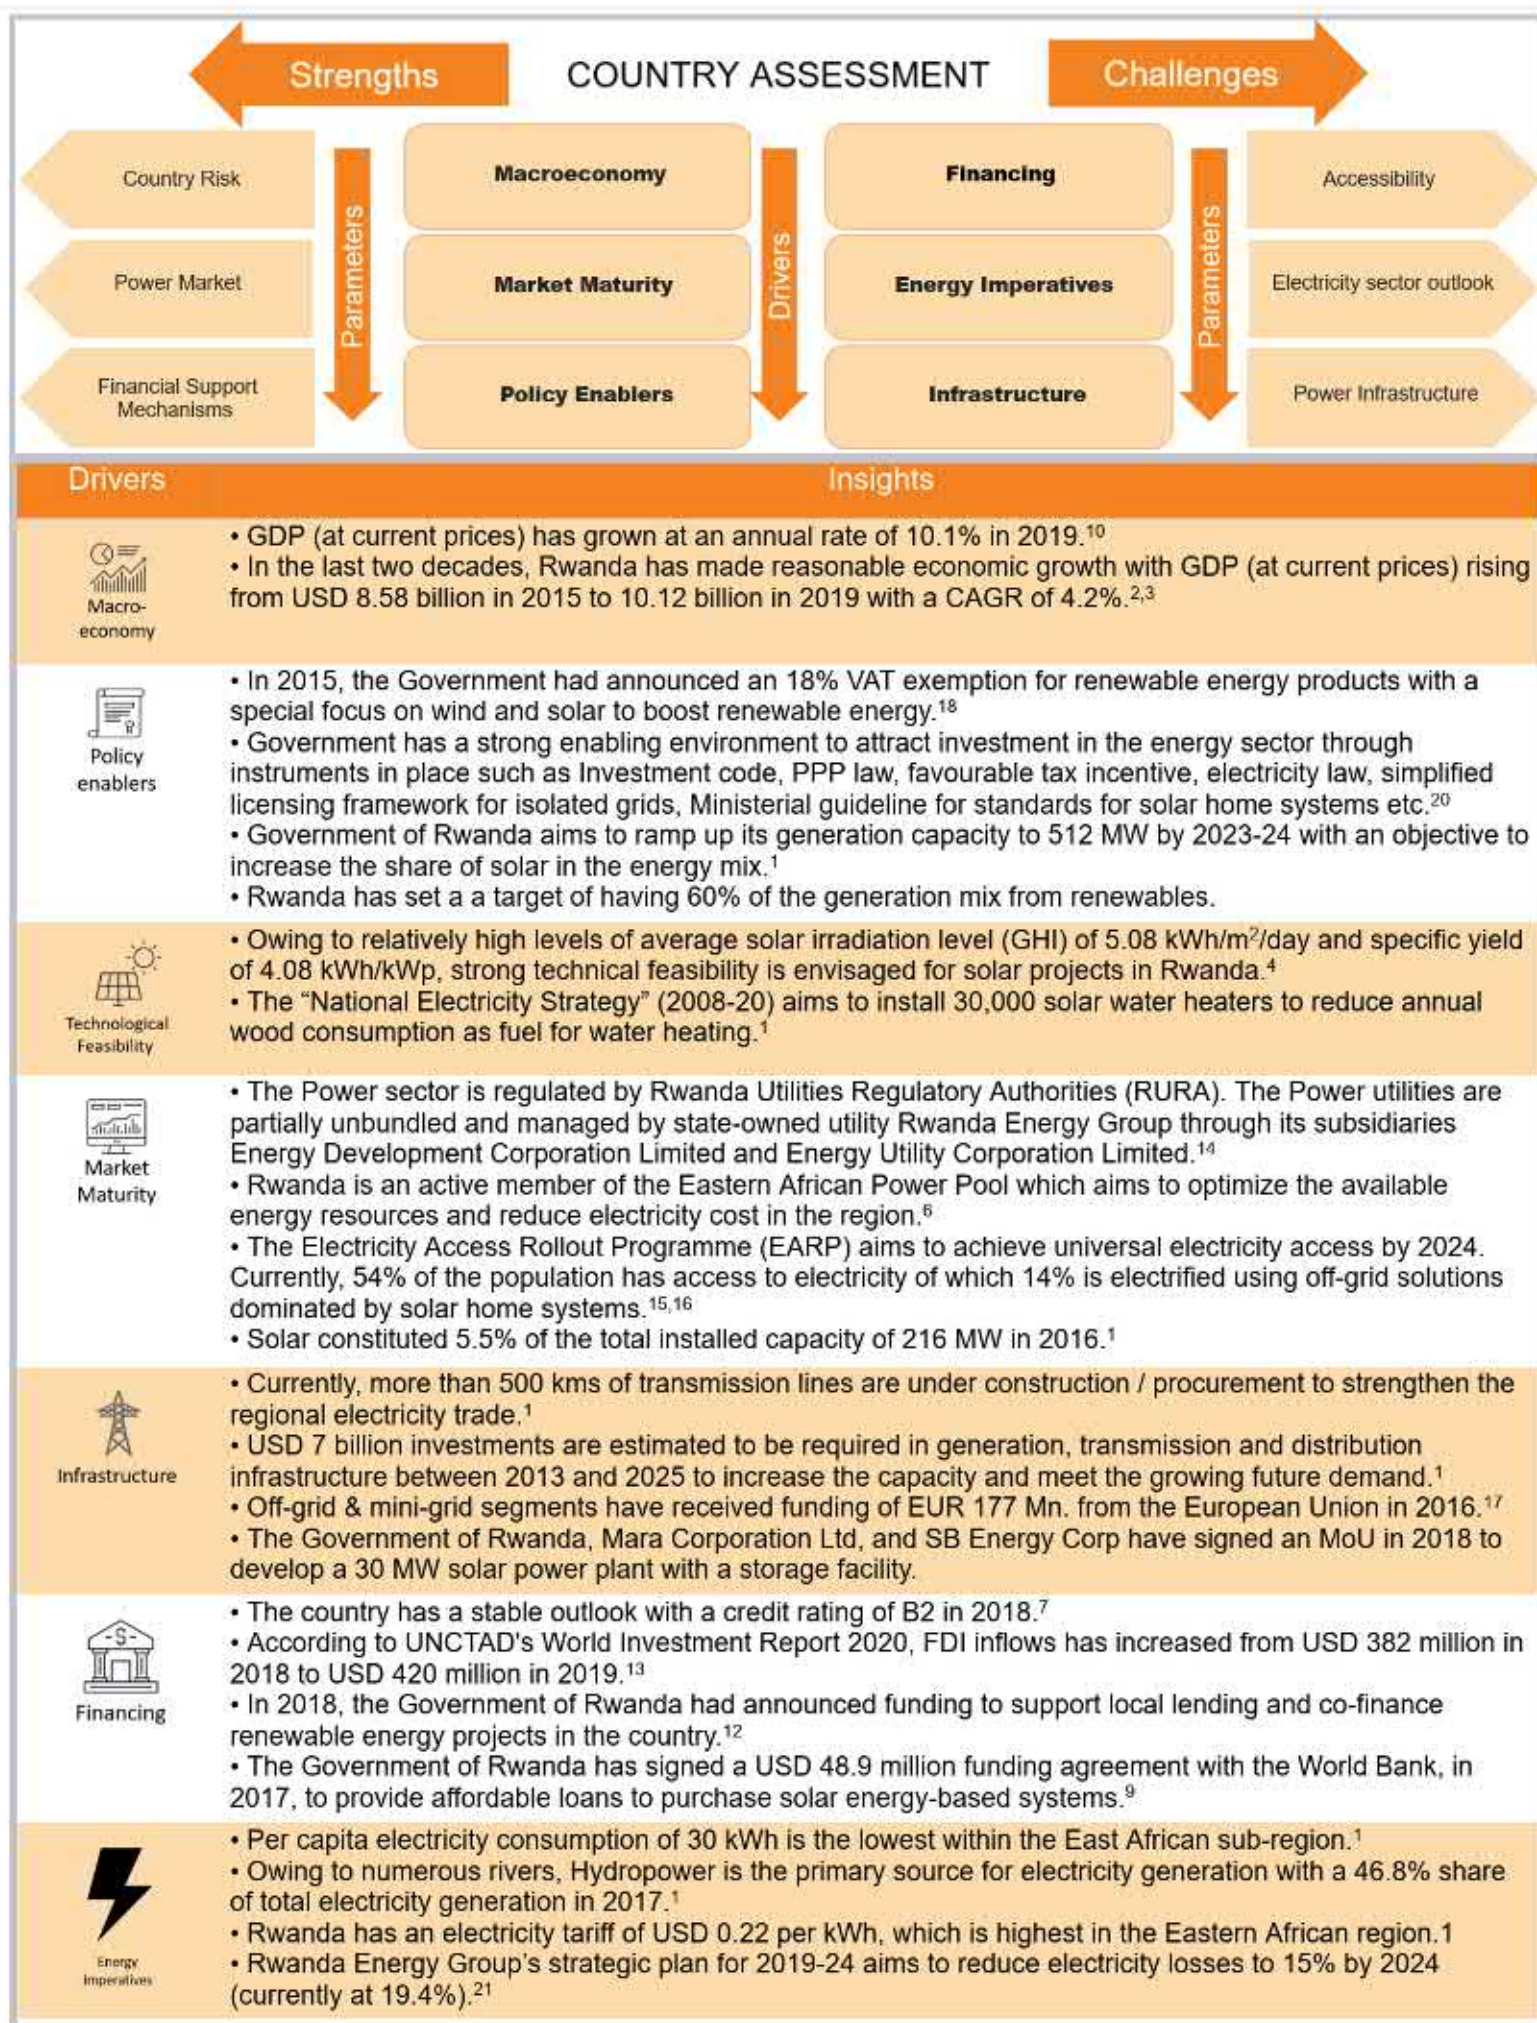 Strengths
COUNTRY ASSESSMENT
Challenges
Country Risk
Power Market
Financial Support
Mechanisms
Parameters
Macroeconomy
Market Maturity
Policy Enablers
Drivers
Financing
Energy Imperatives
Infrastructure
Parameters
Accessibility
Electricity sector outlook
Power Infrastructure
Drivers
Insights
Macro-
economy
• GDP (at current prices) has grown at an annual rate of 10.1% in 2019.¹⁰
• In the last two decades, Rwanda has made reasonable economic growth with GDP (at current prices) rising
from USD 8.58 billion in 2015 to 10.12 billion in 2019 with a CAGR of 4.2%.²,³
Policy
enablers
• In 2015, the Government had announced an 18% VAT exemption for renewable energy products with a
special focus on wind and solar to boost renewable energy.¹⁸
• Government has a strong enabling environment to attract investment in the energy sector through
instruments in place such as Investment code, PPP law, favourable tax incentive, electricity law, simplified
licensing framework for isolated grids, Ministerial guideline for standards for solar home systems etc.²⁰
• Government of Rwanda aims to ramp up its generation capacity to 512 MW by 2023-24 with an objective to
increase the share of solar in the energy mix.¹
• Rwanda has set a a target of having 60% of the generation mix from renewables.
Technological
Feasibility
• Owing to relatively high levels of average solar irradiation level (GHI) of 5.08 kWh/m²/day and specific yield
of 4.08 kWh/kWp, strong technical feasibility is envisaged for solar projects in Rwanda.⁴
• The “National Electricity Strategy” (2008-20) aims to install 30,000 solar water heaters to reduce annual
wood consumption as fuel for water heating.¹
Market
Maturity
• The Power sector is regulated by Rwanda Utilities Regulatory Authorities (RURA). The Power utilities are
partially unbundled and managed by state-owned utility Rwanda Energy Group through its subsidiaries
Energy Development Corporation Limited and Energy Utility Corporation Limited.¹⁴
• Rwanda is an active member of the Eastern African Power Pool which aims to optimize the available
energy resources and reduce electricity cost in the region.⁶
• The Electricity Access Rollout Programme (EARP) aims to achieve universal electricity access by 2024.
Currently, 54% of the population has access to electricity of which 14% is electrified using off-grid solutions
dominated by solar home systems.¹⁵,¹⁶
• Solar constituted 5.5% of the total installed capacity of 216 MW in 2016.¹
Infrastructure
• Currently, more than 500 kms of transmission lines are under construction / procurement to strengthen the
regional electricity trade.¹
• USD 7 billion investments are estimated to be required in generation, transmission and distribution
infrastructure between 2013 and 2025 to increase the capacity and meet the growing future demand.¹
• Off-grid & mini-grid segments have received funding of EUR 177 Mn. from the European Union in 2016.¹⁷
• The Government of Rwanda, Mara Corporation Ltd, and SB Energy Corp have signed an MoU in 2018 to
develop a 30 MW solar power plant with a storage facility.
-$-
Financing
• The country has a stable outlook with a credit rating of B2 in 2018.⁷
• According to UNCTAD's World Investment Report 2020, FDI inflows has increased from USD 382 million in
2018 to USD 420 million in 2019.¹³
• In 2018, the Government of Rwanda had announced funding to support local lending and co-finance
renewable energy projects in the country.¹²
• The Government of Rwanda has signed a USD 48.9 million funding agreement with the World Bank, in
2017, to provide affordable loans to purchase solar energy-based systems.⁹
Energy
Imperatives
• Per capita electricity consumption of 30 kWh is the lowest within the East African sub-region.¹
• Owing to numerous rivers, Hydropower is the primary source for electricity generation with a 46.8% share
of total electricity generation in 2017.¹
• Rwanda has an electricity tariff of USD 0.22 per kWh, which is highest in the Eastern African region.1
• Rwanda Energy Group’s strategic plan for 2019-24 aims to reduce electricity losses to 15% by 2024
(currently at 19.4%).²¹